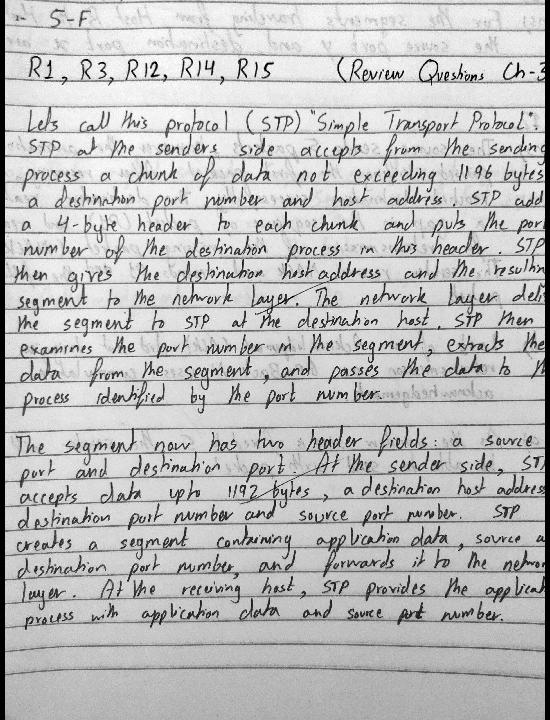 5-F
R1, R3, R12, R14, R15 (Review Questions Ch-3
Lets call this protocol (STP) "Simple Transport Protocol".
STP at the senders side accepts from the sending
process a chunk of data not exceeding 1196 bytes
a destination port number and host address. STP add
a 4-byte header to each chunk and puts the por
number of the destination process in this header. STP
then gives the destination host address and the resultin
segment to the network layer. The network layer deli
the segment to STP at the destination host. STP then
examines the port number in the segment, extracts the
data from the segment, and passes the data to
process identified by the port number.
The segment now has two header fields: a source
port and destination port. At the sender side, ST
accepts data upto 1192 bytes, a destination host address
destination port number and source port number. STP
creates a segment containing application data, source a
destination port number, and forwards it to the networ
layer. At the receiving host, STP provides the applicat
process with application data and source port number.